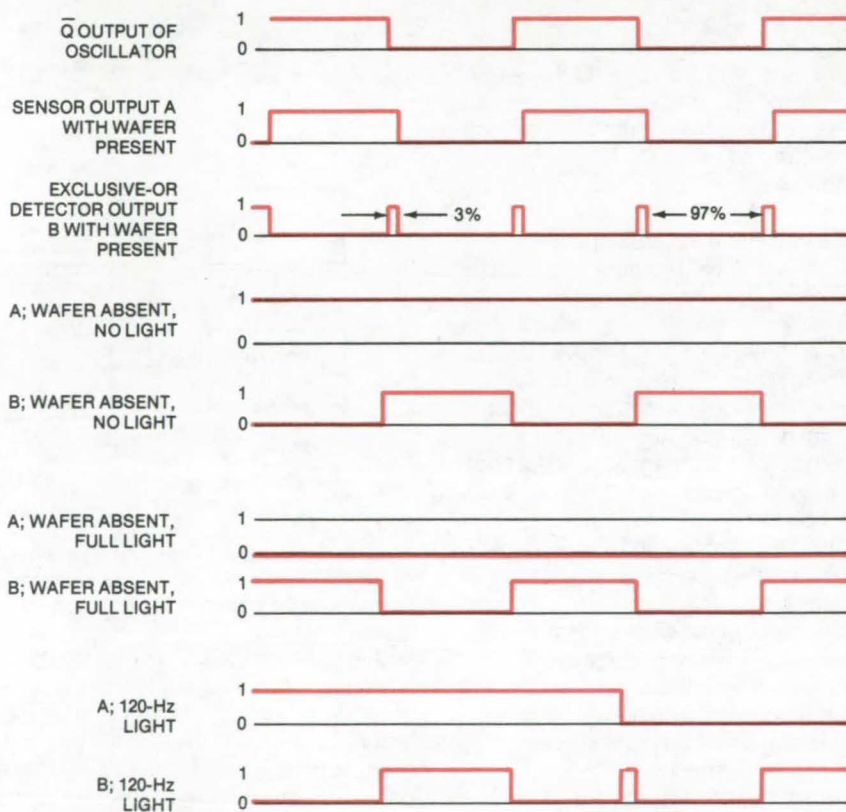 Q̅ OUTPUT OF
OSCILLATOR
1
0
SENSOR OUTPUT A
WITH WAFER
PRESENT
1
0
EXCLUSIVE-OR
DETECTOR OUTPUT
B WITH WAFER
PRESENT
1
0
3%
97%
A; WAFER ABSENT,
NO LIGHT
1
0
B; WAFER ABSENT,
NO LIGHT
1
0
A; WAFER ABSENT,
FULL LIGHT
1
0
B; WAFER ABSENT,
FULL LIGHT
1
0
A; 120-Hz
LIGHT
1
0
B; 120-Hz
LIGHT
1
0